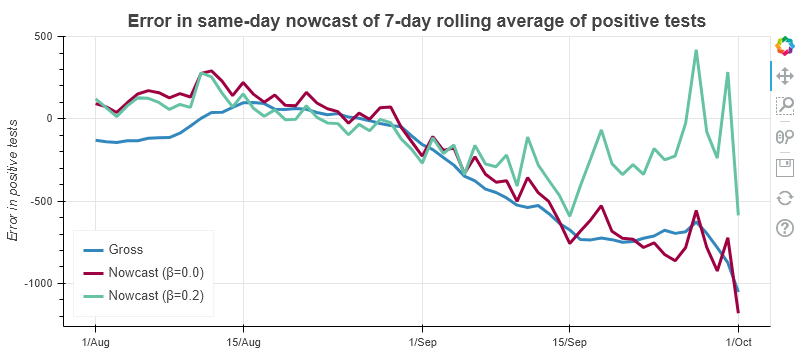 Error in same-day nowcast of 7-day rolling average of positive tests
Error in positive tests
500
0
-500
-1000
Gross
Nowcast (β=0.0)
Nowcast (β=0.2)
1/Aug
15/Aug
1/Sep
15/Sep
1/Oct